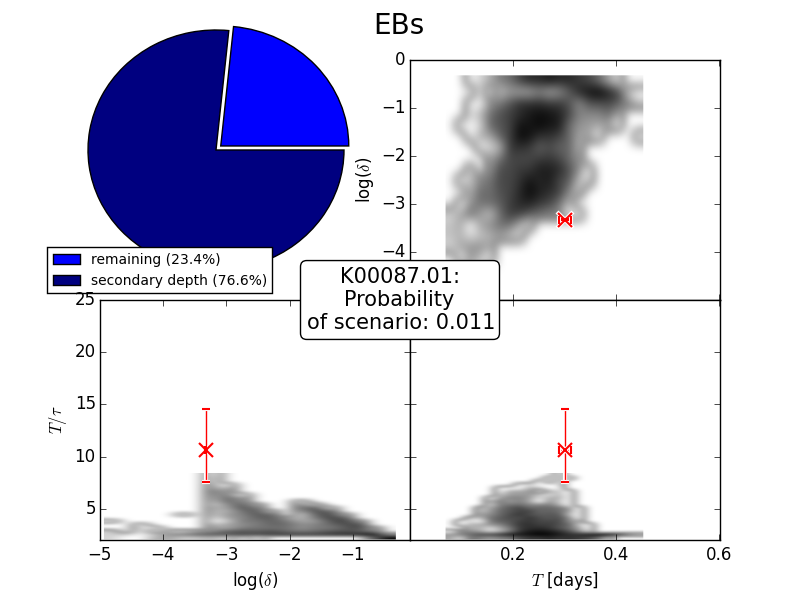 EBs
remaining (23.4%)
secondary depth (76.6%)
0
−1
−2
−3
−4
log(δ)
K00087.01:
Probability
of scenario: 0.011
25
20
15
10
5
T/τ
−5
−4
−3
−2
−1
log(δ)
0.2
0.4
0.6
T [days]